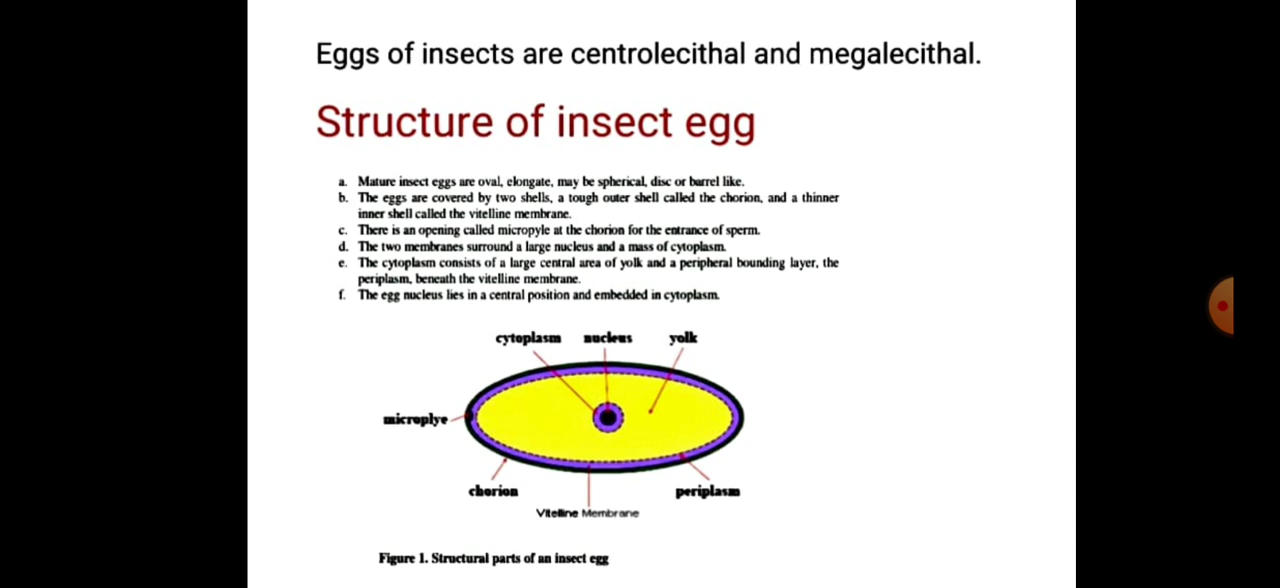 Eggs of insects are centrolecithal and megalecithal.
Structure of insect egg
a. Mature insect eggs are oval, elongate, may be spherical, disc or barrel like.
b. The eggs are covered by two shells, a tough outer shell called the chorion, and a thinner
inner shell called the vitelline membrane.
c. There is an opening called micropyle at the chorion for the entrance of sperm.
d. The two membranes surround a large nucleus and a mass of cytoplasm.
e. The cytoplasm consists of a large central area of yolk and a peripheral bounding layer, the
periplasm, beneath the vitelline membrane.
f. The egg nucleus lies in a central position and embedded in cytoplasm.
cytoplasm nucleus yolk
microplye
chorion periplasm
Vitelline Membrane
Figure 1. Structural parts of an insect egg